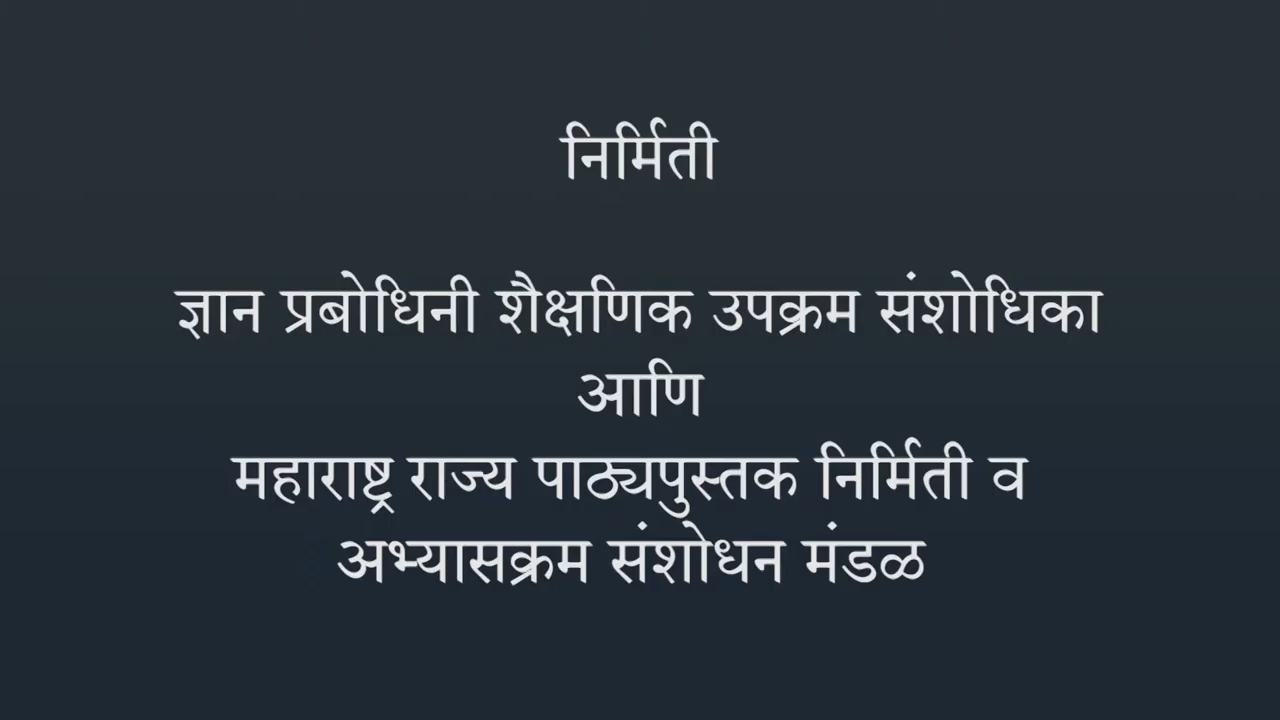 निर्मिती
ज्ञान प्रबोधिनी शैक्षणिक उपक्रम संशोधिका
आणि
महाराष्ट्र राज्य पाठ्यपुस्तक निर्मिती व
अभ्यासक्रम संशोधन मंडळ